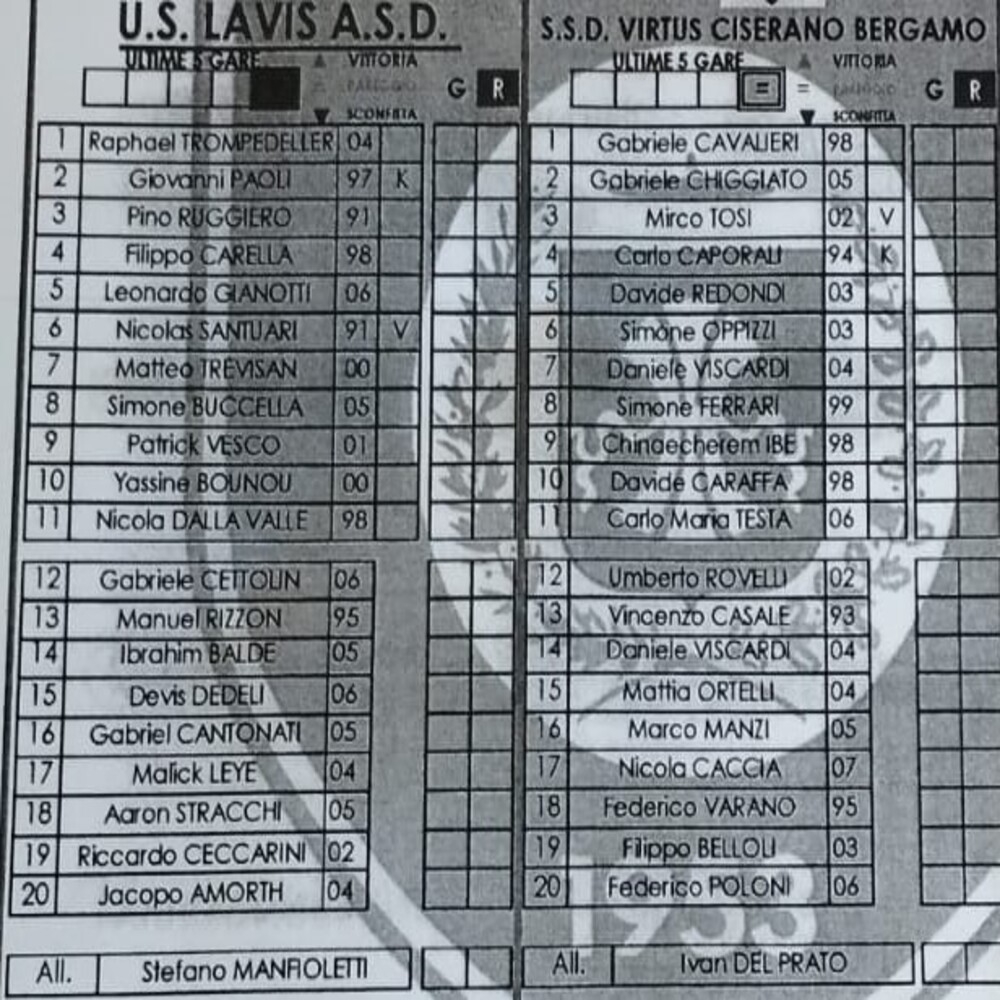 U.S. LAVIS A.S.D.
ULTIME 5 GARE ▲ VITTORIA
= PAREGGIO G R
▼ SCONFITTA
1 Raphael TROMPEDELLER 04
2 Giovanni PAOLI 97 K
3 Pino RUGGIERO 91
4 Filippo CARELLA 98
5 Leonardo GIANOTTI 06
6 Nicolas SANTUARI 91 V
7 Matteo TREVISAN 00
8 Simone BUCCELLA 05
9 Patrick VESCO 01
10 Yassine BOUNOU 00
11 Nicola DALLA VALLE 98
12 Gabriele CETTOLIN 06
13 Manuel RIZZON 95
14 Ibrahim BALDE 05
15 Devis DEDELI 06
16 Gabriel CANTONATI 05
17 Malick LEYE 04
18 Aaron STRACCHI 05
19 Riccardo CECCARINI 02
20 Jacopo AMORTH 04
All. Stefano MANFIOLETTI
S.S.D. VIRTUS CISERANO BERGAMO
ULTIME 5 GARE ▲ VITTORIA
= = PAREGGIO G R
▼ SCONFITTA
1 Gabriele CAVALIERI 98
2 Gabriele CHIGGIATO 05
3 Mirco TOSI 02 V
4 Carlo CAPORALI 94 K
5 Davide REDONDI 03
6 Simone OPPIZZI 03
7 Daniele VISCARDI 04
8 Simone FERRARI 99
9 Chinaecherem IBE 98
10 Davide CARAFFA 98
11 Carlo Maria TESTA 06
12 Umberto ROVELLI 02
13 Vincenzo CASALE 93
14 Daniele VISCARDI 04
15 Mattia ORTELLI 04
16 Marco MANZI 05
17 Nicola CACCIA 07
18 Federico VARANO 95
19 Filippo BELLOLI 03
20 Federico POLONI 06
1953
All. Ivan DEL PRATO